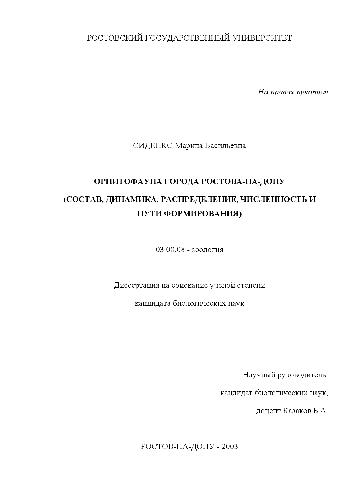 РОСТОВСКИЙ ГОСУДАРСТВЕННЫЙ УНИВЕРСИТЕТ
На правах рукописи
СИДЕЛЬНИКОВА Марина Васильевна
ОРНИТОФАУНА ГОРОДА РОСТОВА-НА-ДОНУ
(СОСТАВ, ДИНАМИКА, РАСПРЕДЕЛЕНИЕ, ЧИСЛЕННОСТЬ И
ПУТИ ФОРМИРОВАНИЯ)
03.00.08 - зоология
Диссертация на соискание ученой степени
кандидата биологических наук
Научный руководитель:
кандидат биологических наук,
доцент
РОСТОВ-НА-ДОНУ - 2003